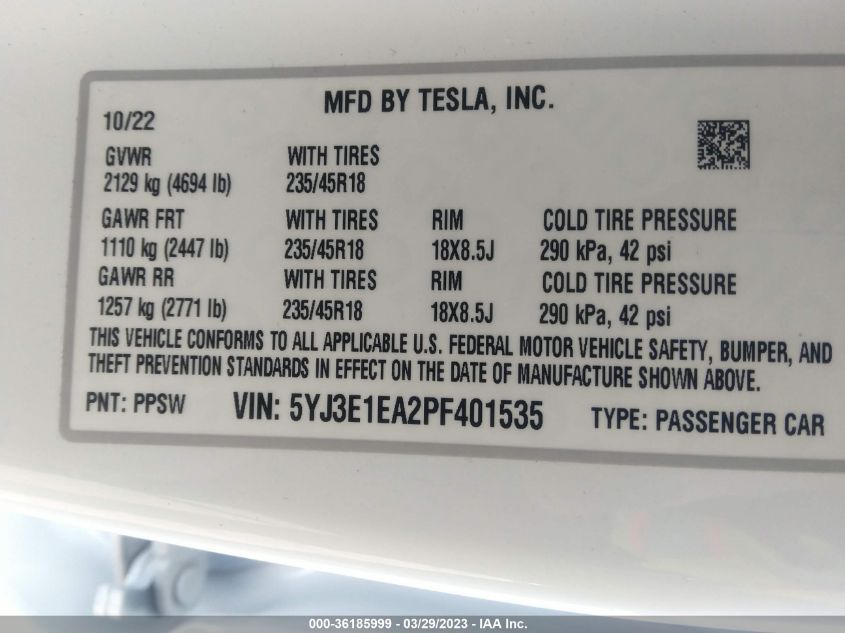 MFD BY TESLA, INC.
10/22
GVWR WITH TIRES
2129 kg (4694 lb) 235/45R18
GAWR FRT WITH TIRES RIM COLD TIRE PRESSURE
1110 kg (2447 lb) 235/45R18 18X8.5J 290 kPa, 42 psi
GAWR RR WITH TIRES RIM COLD TIRE PRESSURE
1257 kg (2771 lb) 235/45R18 18X8.5J 290 kPa, 42 psi
THIS VEHICLE CONFORMS TO ALL APPLICABLE U.S. FEDERAL MOTOR VEHICLE SAFETY, BUMPER, AND
THEFT PREVENTION STANDARDS IN EFFECT ON THE DATE OF MANUFACTURE SHOWN ABOVE.
PNT: PPSW VIN: 5YJ3E1EA2PF401535 TYPE: PASSENGER CAR
000-36185999 - 03/29/2023 - IAA Inc.